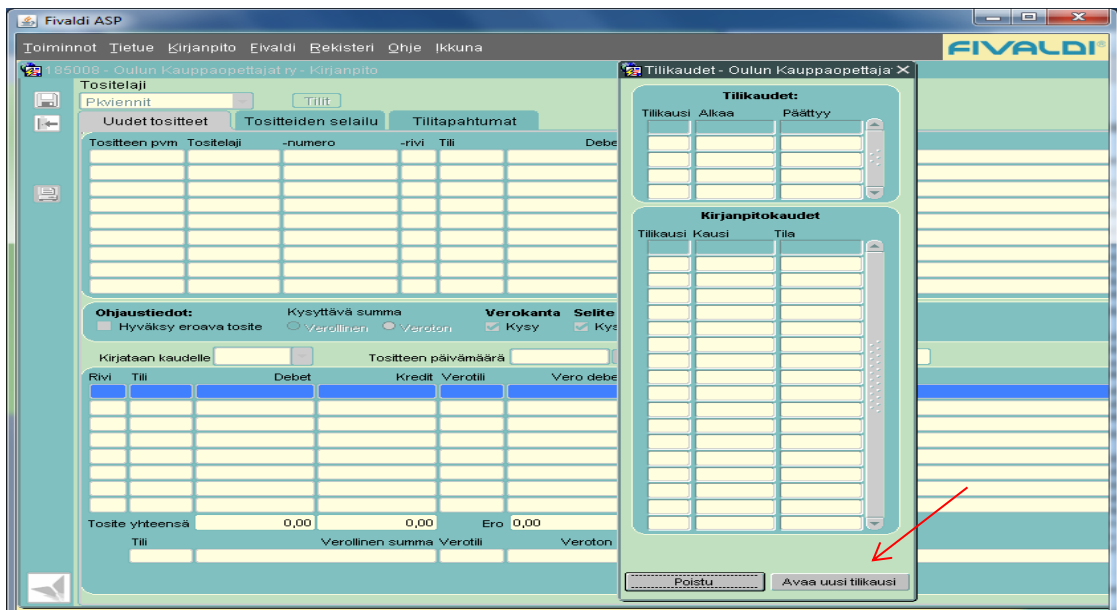 Fivaldi ASP
Toiminnot Tietue Kirjanpito Fivaldi Rekisteri Ohje Ikkuna
FIVALDI®
185008 - Oulun Kauppaopettajat ry - Kirjanpito
Tositelaji
Pkviennit
Tilit
Uudet tositteet Tositteiden selailu Tilitapahtumat
Tositteen pvm Tositelaji -numero -rivi Tili Debe
Ohjaustiedot: Kysyttävä summa Verokanta Selite
Hyväksy eroava tosite Verollinen Veroton Kysy Kys
Kirjataan kaudelle Tositteen päivämäärä
Rivi Tili Debet Kredit Verotili Vero debe
Tosite yhteensä 0,00 0,00 Ero 0,00
Tili Verollinen summa Verotili Veroton
Tilikaudet - Oulun Kauppaopettaja
Tilikaudet:
Tilikausi Alkaa Päättyy
Kirjanpitokaudet
Tilikausi Kausi Tila
Poistu Avaa uusi tilikausi